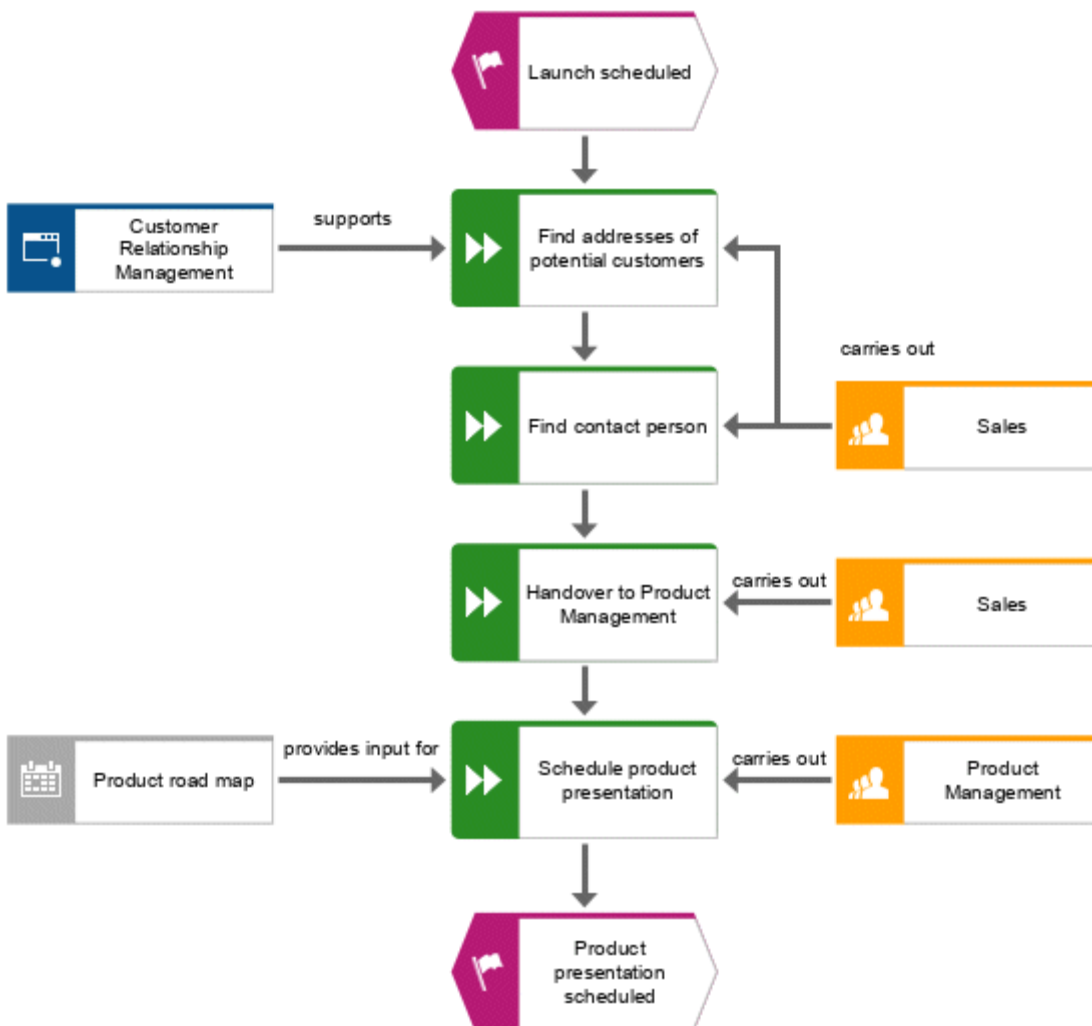 Launch scheduled
supports
Customer
Relationship
Management
Find addresses of
potential customers
carries out
Find contact person
Sales
Handover to Product
Management
carries out
Sales
provides input for
Product road map
Schedule product
presentation
carries out
Product
Management
Product
presentation
scheduled